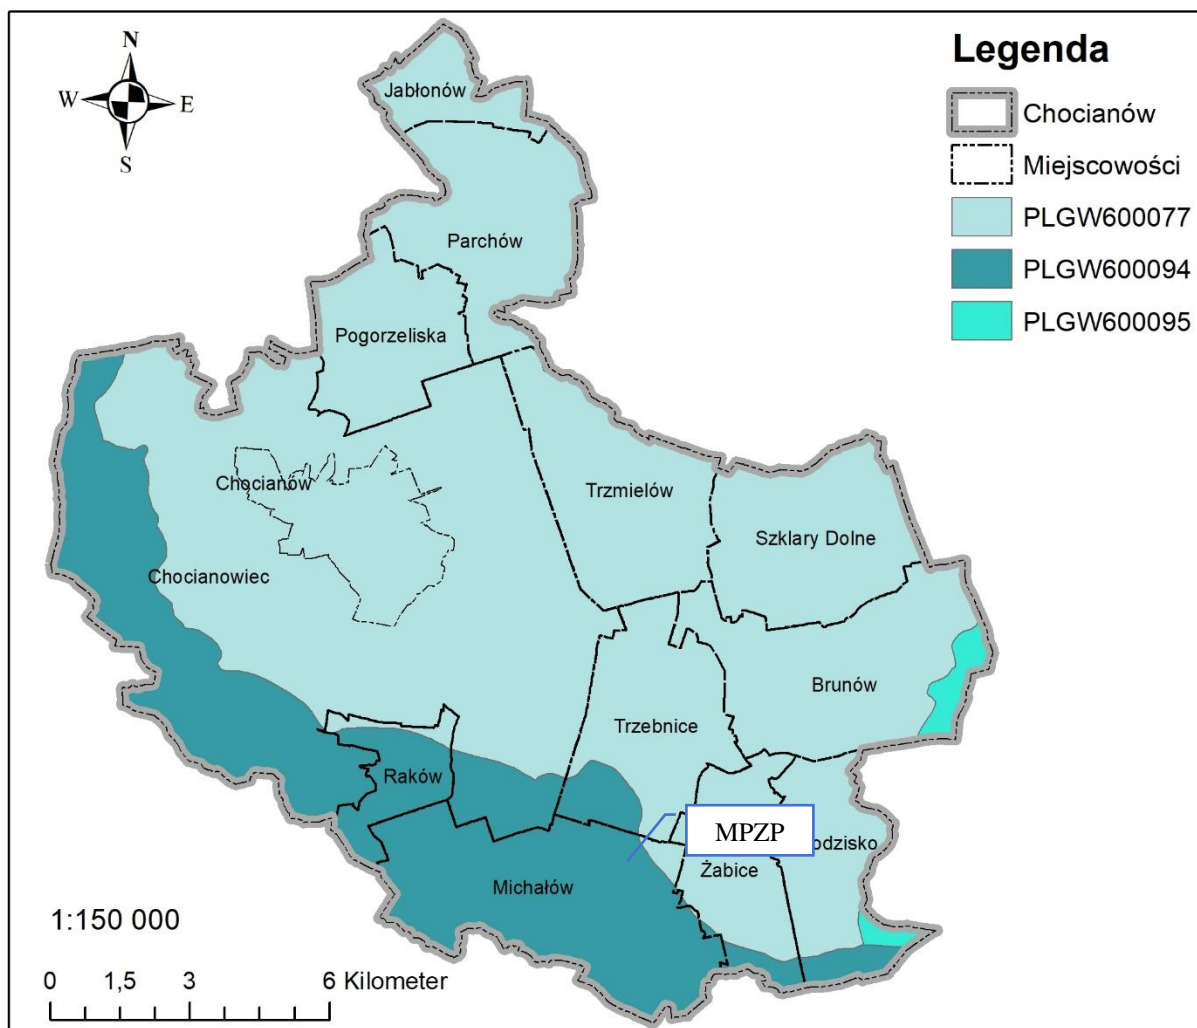 N
W
E
S
Legenda
Chocianów
Miejscowości
PLGW600077
PLGW600094
PLGW600095
Jabłonów
Parchów
Pogorzeliska
Chocianów
Trzmielów
Szklary Dolne
Chocianowiec
Brunów
Trzebnice
Raków
MPZP
odzisko
Żabice
Michałów
1:150 000
0 1,5 3 6 Kilometer